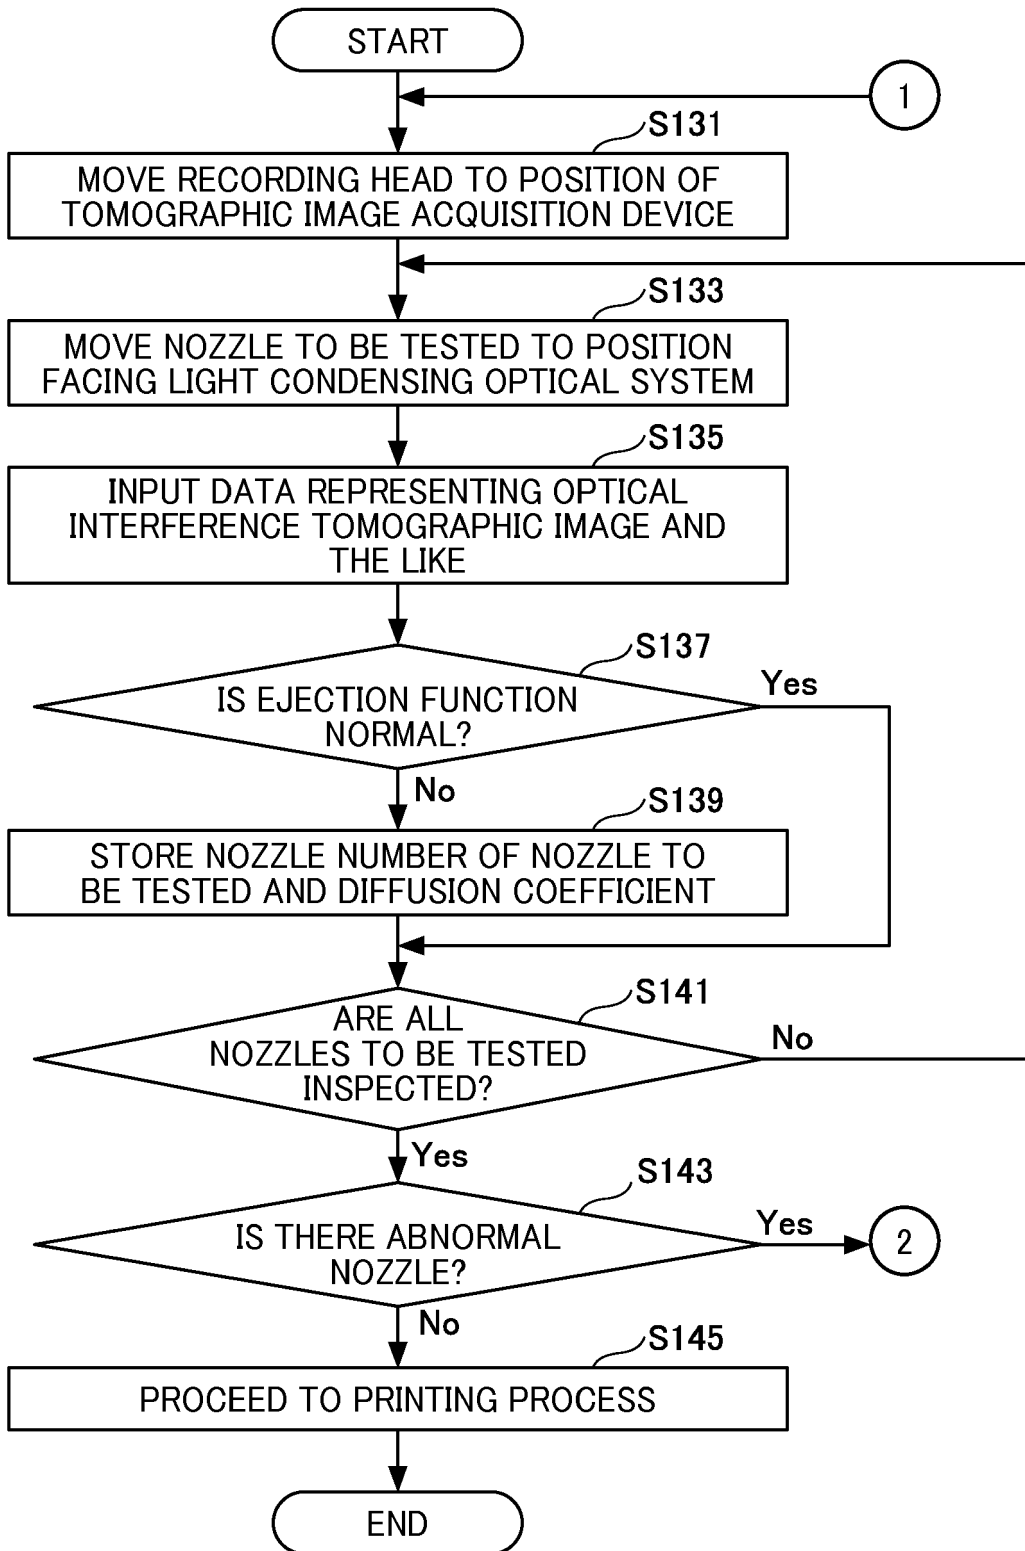 START
1
S131
MOVE RECORDING HEAD TO POSITION OF
TOMOGRAPHIC IMAGE ACQUISITION DEVICE
S133
MOVE NOZZLE TO BE TESTED TO POSITION
FACING LIGHT CONDENSING OPTICAL SYSTEM
S135
INPUT DATA REPRESENTING OPTICAL
INTERFERENCE TOMOGRAPHIC IMAGE AND
THE LIKE
S137
Yes
IS EJECTION FUNCTION
NORMAL?
No
S139
STORE NOZZLE NUMBER OF NOZZLE TO
BE TESTED AND DIFFUSION COEFFICIENT
S141
ARE ALL
NOZZLES TO BE TESTED
INSPECTED?
No
Yes
S143
IS THERE ABNORMAL
NOZZLE?
Yes
2
No
S145
PROCEED TO PRINTING PROCESS
END